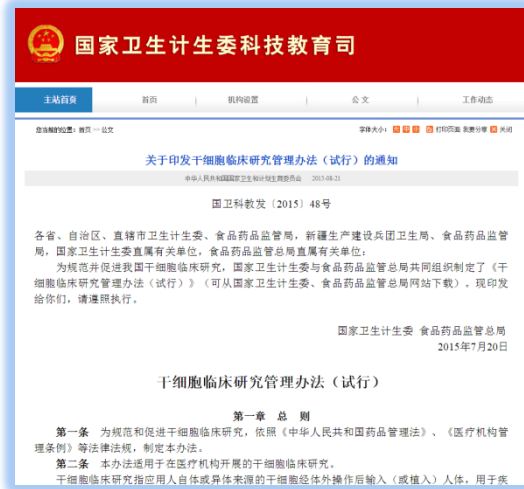 国家卫生计生委科技教育司
主站首页 首页 机构设置 公文 工作动态
您当前的位置：首页 >> 公文 字体大小： 大 中 小 打印页面 我要分享 关闭
关于印发干细胞临床研究管理办法（试行）的通知
中华人民共和国国家卫生和计划生育委员会 2015-08-21
国卫科教发〔2015〕48号
各省、自治区、直辖市卫生计生委、食品药品监管局，新疆生产建设兵团卫生局、食品药品监管
局，国家卫生计生委直属有关单位，食品药品监管总局直属有关单位：
为规范并促进我国干细胞临床研究，国家卫生计生委与食品药品监管总局共同组织制定了《干
细胞临床研究管理办法（试行）》（可从国家卫生计生委、食品药品监管总局网站下载）。现印发
给你们，请遵照执行。
国家卫生计生委 食品药品监管总局
2015年7月20日
干细胞临床研究管理办法（试行）
第一章 总 则
第一条 为规范和促进干细胞临床研究，依照《中华人民共和国药品管理法》、《医疗机构管
理条例》等法律法规，制定本办法。
第二条 本办法适用于在医疗机构开展的干细胞临床研究。
干细胞临床研究指应用人自体或异体来源的干细胞经体外操作后输入（或植入）人体，用于疾